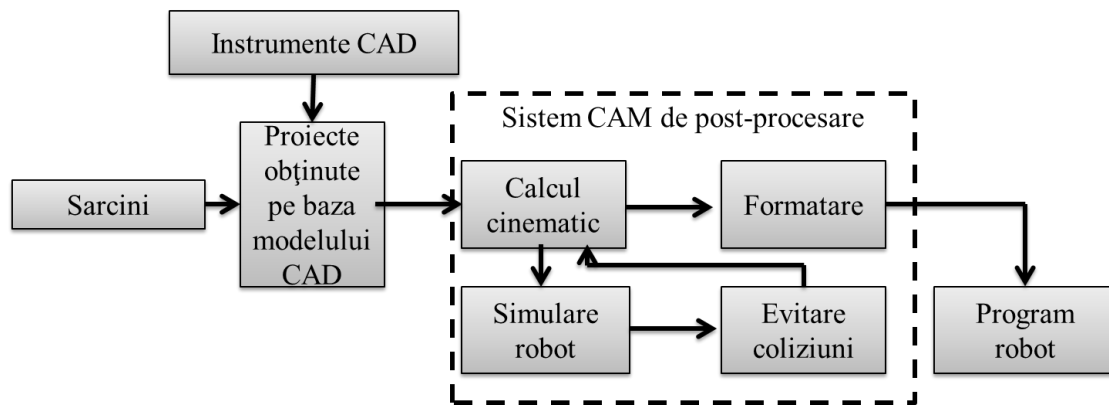 Instrumente CAD
Sistem CAM de post-procesare
Proiecte
obţinute
pe baza
modelului
CAD
Sarcini
Calcul
cinematic
Formatare
Simulare
robot
Evitare
coliziuni
Program
robot